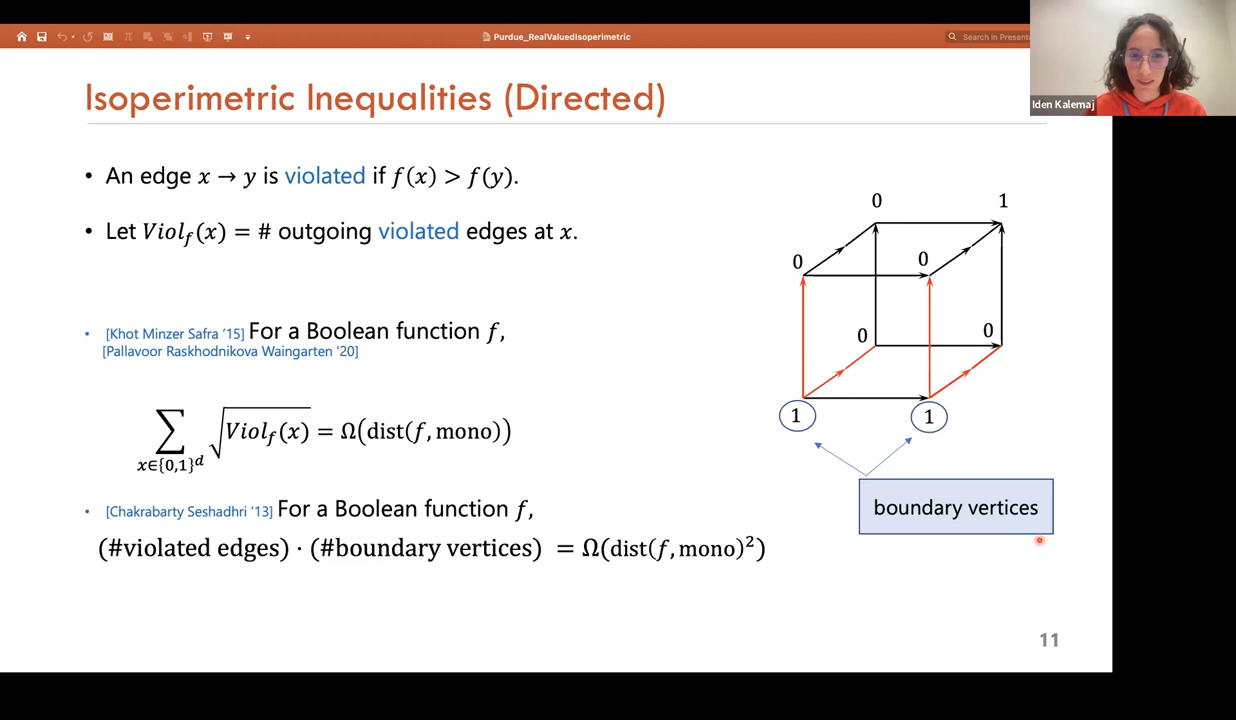 Purdue_RealValuedIsoperimetric
Search in Presenta
Iden Kalemaj
Isoperimetric Inequalities (Directed)
• An edge x → y is violated if f(x) > f(y).
• Let Viol_f(x) = # outgoing violated edges at x.
• [Khot Minzer Safra ‘15] For a Boolean function f,
[Pallavoor Raskhodnikova Waingarten '20]
∑_{x∈{0,1}^d} √Viol_f(x) = Ω(dist(f, mono))
• [Chakrabarty Seshadhri ‘13] For a Boolean function f,
(#violated edges) · (#boundary vertices) = Ω(dist(f, mono)²)
0 1
0 0
0 0
1 1
boundary vertices
11